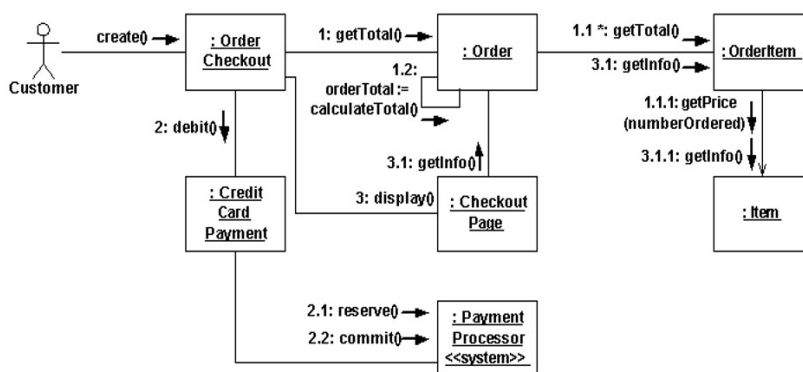 create()
: Order
Checkout
1: getTotal()
: Order
1.1 *: getTotal()
3.1: getInfo()
: OrderItem
Customer
1.2:
orderTotal :=
calculateTotal()
1.1.1: getPrice
(numberOrdered)
2: debit()
3.1: getInfo()
3.1.1: getInfo()
: Credit
Card
Payment
3: display()
: Checkout
Page
: Item
2.1: reserve()
2.2: commit()
: Payment
Processor
<<system>>